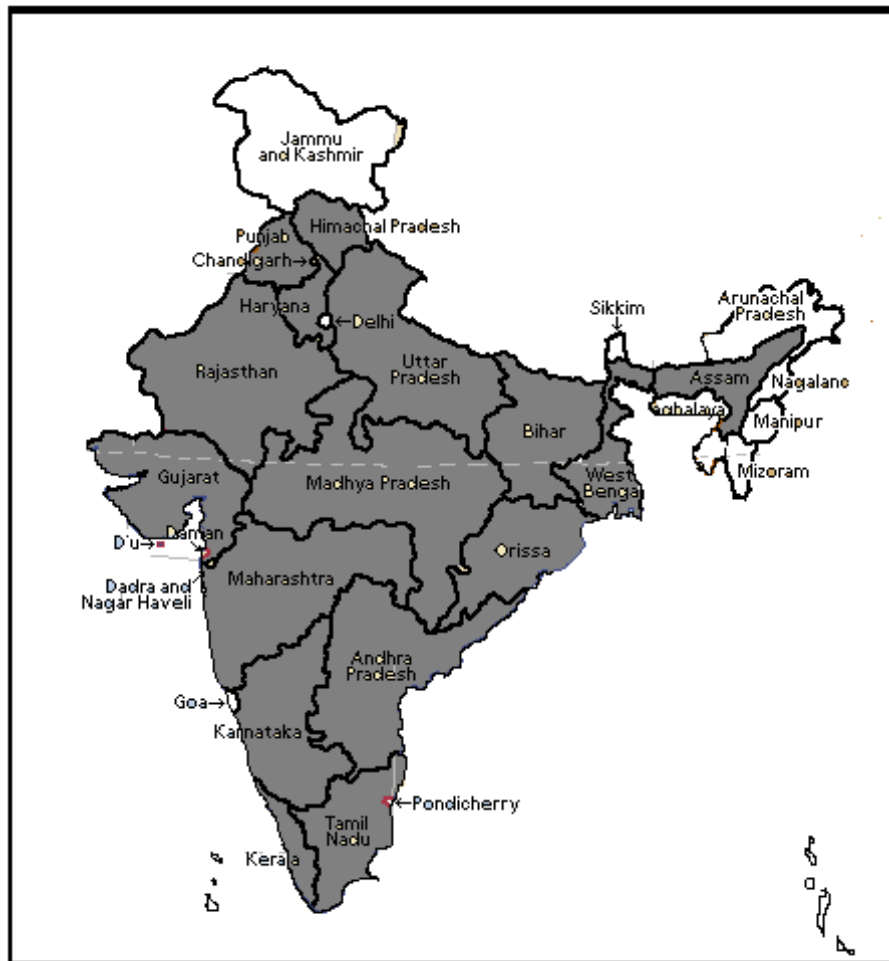 Jammu
and Kashmir
Himachal Pradesh
Punjab
Chandigarh→
Haryana
←Delhi
Sikkim
↓
Arunachal
Pradesh
Uttar
Pradesh
Rajasthan
Assam
Nagaland
Bihar
Manipur
Mizoram
Gujarat
Madhya Pradesh
West
Benga
Daman
D'u→
Orissa
Maharashtra
Dadra and
Nagar Haveli
Andhra
Pradesh
Goa→
Karnataka
←Pondicherry
Tamil
Nadu
Kerala